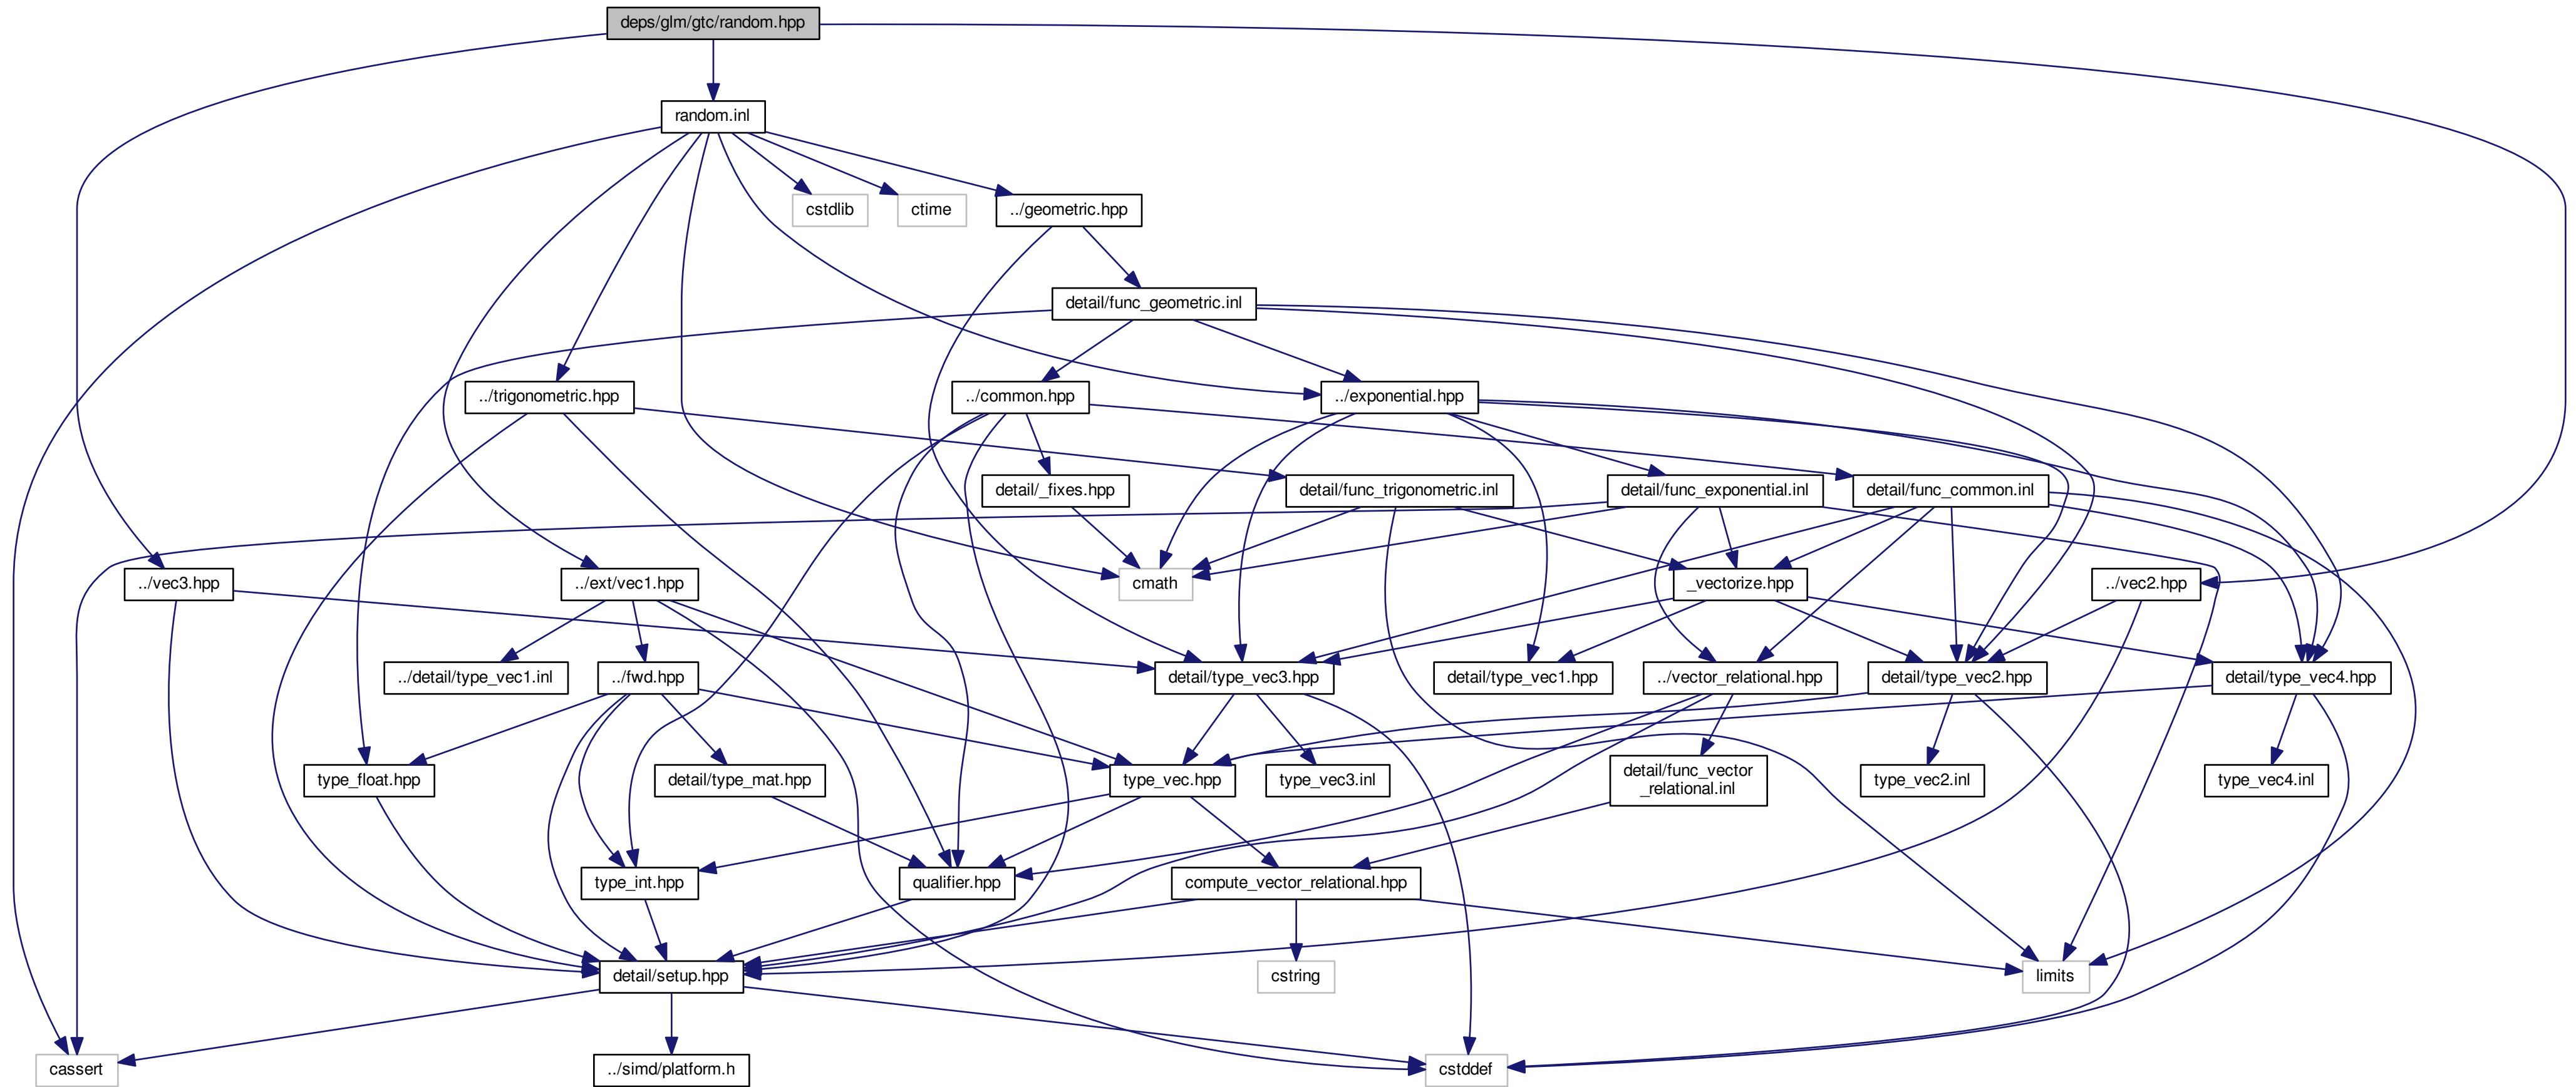 deps/glm/gtc/random.hpp
random.inl
cstdlib
ctime
../geometric.hpp
detail/func_geometric.inl
../trigonometric.hpp
../common.hpp
../exponential.hpp
detail/_fixes.hpp
detail/func_trigonometric.inl
detail/func_exponential.inl
detail/func_common.inl
../vec3.hpp
../ext/vec1.hpp
cmath
_vectorize.hpp
../vec2.hpp
../detail/type_vec1.inl
../fwd.hpp
detail/type_vec3.hpp
detail/type_vec1.hpp
../vector_relational.hpp
detail/type_vec2.hpp
detail/type_vec4.hpp
type_float.hpp
detail/type_mat.hpp
type_vec.hpp
type_vec3.inl
detail/func_vector
_relational.inl
type_vec2.inl
type_vec4.inl
type_int.hpp
qualifier.hpp
compute_vector_relational.hpp
detail/setup.hpp
cstring
limits
cassert
../simd/platform.h
cstddef